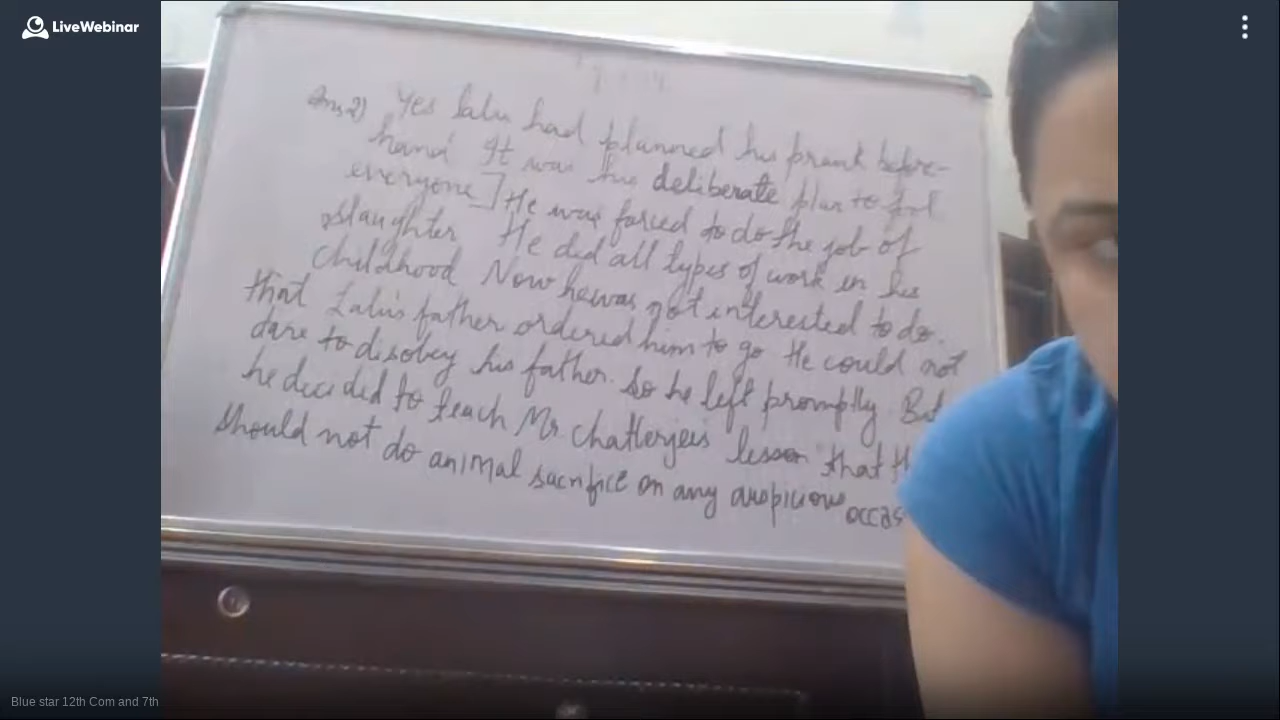 LiveWebinar
Ans 2) Yes Lalu had planned his prank before-
hand It was his deliberate plan to fool
everyone] He was forced to do the job of
slaughter He did all types of work in his
childhood Now he was not interested to do.
that Lalu's father ordered him to go He could not
dare to disobey his father. So he left promptly But
he decided to teach Mr. Chatterjee's lesson that
should not do animal sacrifice on any auspicious occas
Blue star 12th Com and 7th